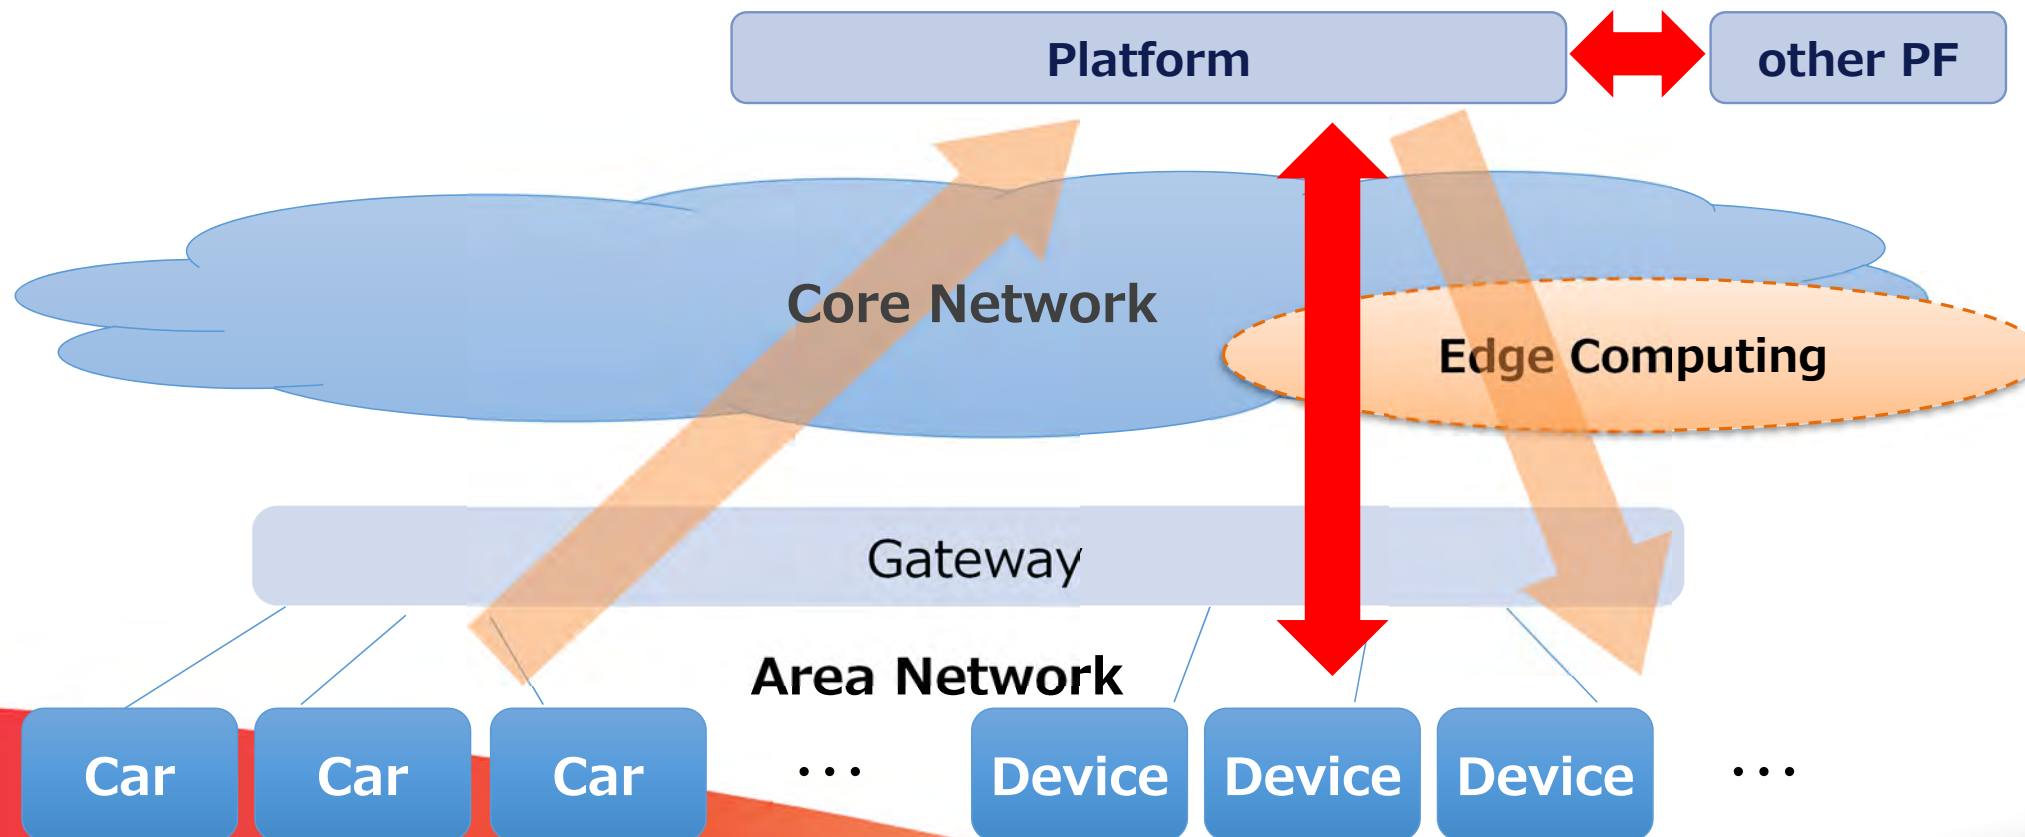 Platform
other PF
Core Network
Edge Computing
Gateway
Area Network
Car
Car
Car
...
Device
Device
Device
...